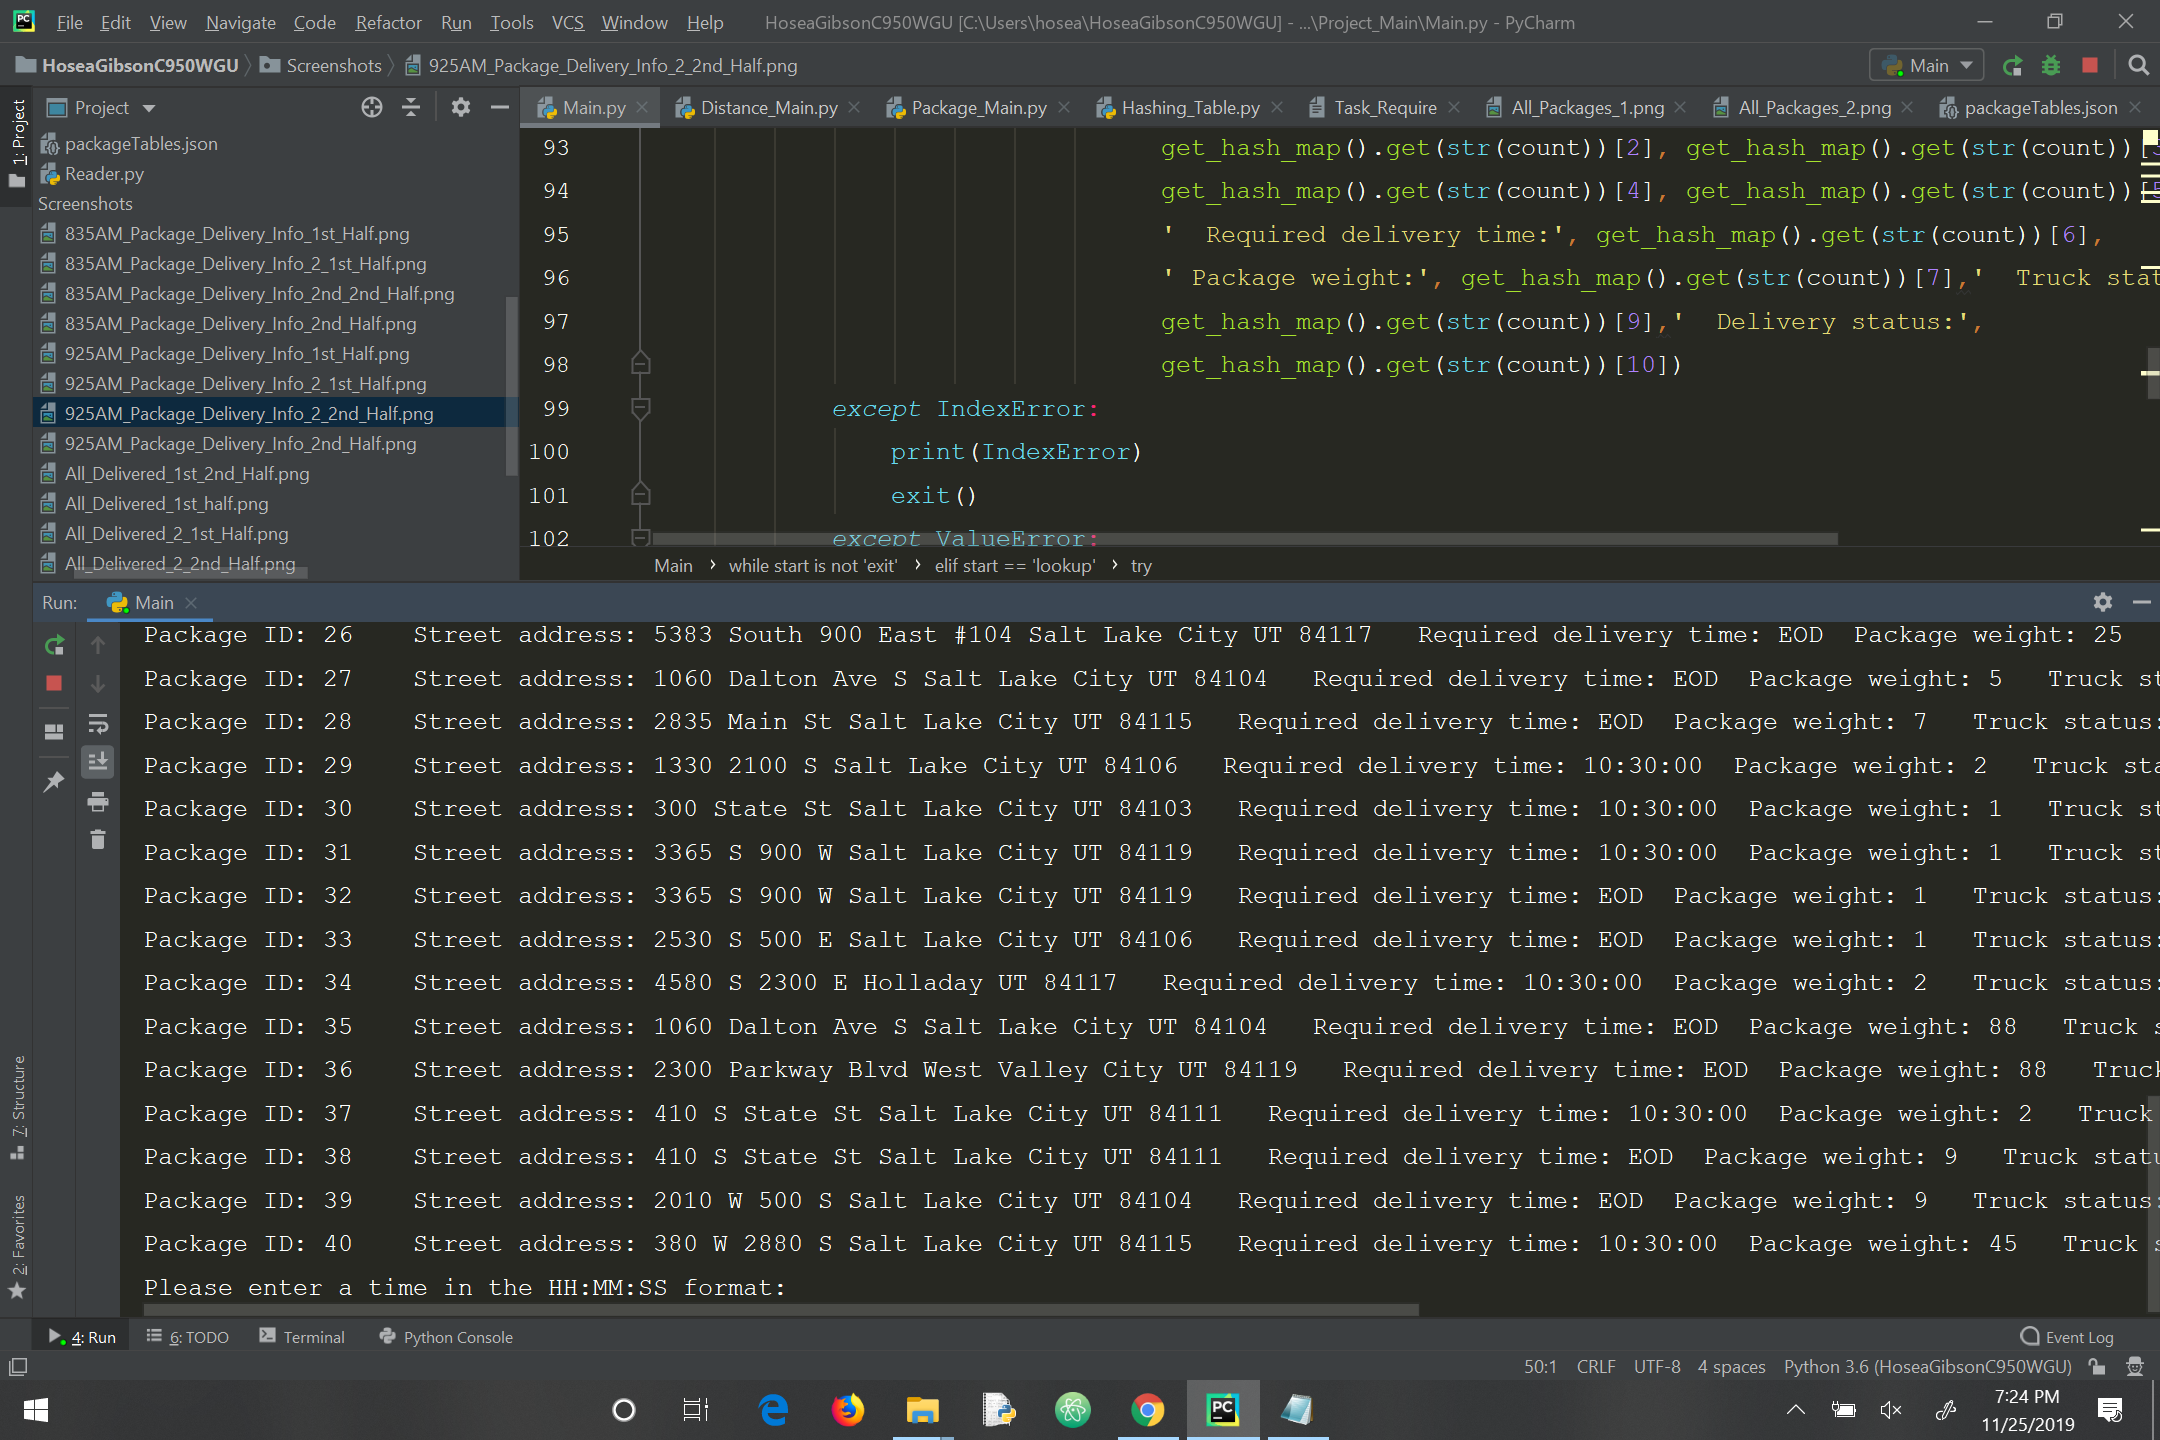 File Edit View Navigate Code Refactor Run Tools VCS Window Help HoseaGibsonC950WGU [C:\Users\hosea\HoseaGibsonC950WGU] - ...\Project_Main\Main.py - PyCharm
HoseaGibsonC950WGU Screenshots 925AM_Package_Delivery_Info_2_2nd_Half.png Main
1: Project
Project
packageTables.json
Reader.py
Screenshots
835AM_Package_Delivery_Info_1st_Half.png
835AM_Package_Delivery_Info_2_1st_Half.png
835AM_Package_Delivery_Info_2nd_2nd_Half.png
835AM_Package_Delivery_Info_2nd_Half.png
925AM_Package_Delivery_Info_1st_Half.png
925AM_Package_Delivery_Info_2_1st_Half.png
925AM_Package_Delivery_Info_2_2nd_Half.png
925AM_Package_Delivery_Info_2nd_Half.png
All_Delivered_1st_2nd_Half.png
All_Delivered_1st_half.png
All_Delivered_2_1st_Half.png
All_Delivered_2_2nd_Half.png
Main.py Distance_Main.py Package_Main.py Hashing_Table.py Task_Require All_Packages_1.png All_Packages_2.png packageTables.json
93 get_hash_map().get(str(count))[2], get_hash_map().get(str(count))[3
94 get_hash_map().get(str(count))[4], get_hash_map().get(str(count))[5
95 '  Required delivery time:', get_hash_map().get(str(count))[6],
96 ' Package weight:', get_hash_map().get(str(count))[7],'  Truck stat
97 get_hash_map().get(str(count))[9],'  Delivery status:',
98 get_hash_map().get(str(count))[10])
99 except IndexError:
100 print(IndexError)
101 exit()
102 except ValueError:
Main › while start is not 'exit' › elif start == 'lookup' › try
Run: Main
Package ID: 26    Street address: 5383 South 900 East #104 Salt Lake City UT 84117   Required delivery time: EOD  Package weight: 25
Package ID: 27    Street address: 1060 Dalton Ave S Salt Lake City UT 84104   Required delivery time: EOD  Package weight: 5   Truck st
Package ID: 28    Street address: 2835 Main St Salt Lake City UT 84115   Required delivery time: EOD  Package weight: 7   Truck status:
Package ID: 29    Street address: 1330 2100 S Salt Lake City UT 84106   Required delivery time: 10:30:00  Package weight: 2   Truck sta
Package ID: 30    Street address: 300 State St Salt Lake City UT 84103   Required delivery time: 10:30:00  Package weight: 1   Truck st
Package ID: 31    Street address: 3365 S 900 W Salt Lake City UT 84119   Required delivery time: 10:30:00  Package weight: 1   Truck st
Package ID: 32    Street address: 3365 S 900 W Salt Lake City UT 84119   Required delivery time: EOD  Package weight: 1   Truck status:
Package ID: 33    Street address: 2530 S 500 E Salt Lake City UT 84106   Required delivery time: EOD  Package weight: 1   Truck status:
Package ID: 34    Street address: 4580 S 2300 E Holladay UT 84117   Required delivery time: 10:30:00  Package weight: 2   Truck status:
Package ID: 35    Street address: 1060 Dalton Ave S Salt Lake City UT 84104   Required delivery time: EOD  Package weight: 88   Truck s
Package ID: 36    Street address: 2300 Parkway Blvd West Valley City UT 84119   Required delivery time: EOD  Package weight: 88   Truck
Package ID: 37    Street address: 410 S State St Salt Lake City UT 84111   Required delivery time: 10:30:00  Package weight: 2   Truck
Package ID: 38    Street address: 410 S State St Salt Lake City UT 84111   Required delivery time: EOD  Package weight: 9   Truck statu
Package ID: 39    Street address: 2010 W 500 S Salt Lake City UT 84104   Required delivery time: EOD  Package weight: 9   Truck status:
Package ID: 40    Street address: 380 W 2880 S Salt Lake City UT 84115   Required delivery time: 10:30:00  Package weight: 45   Truck s
Please enter a time in the HH:MM:SS format:
7: Structure
2: Favorites
4: Run 6: TODO Terminal Python Console Event Log
50:1 CRLF UTF-8 4 spaces Python 3.6 (HoseaGibsonC950WGU)
7:24 PM
11/25/2019